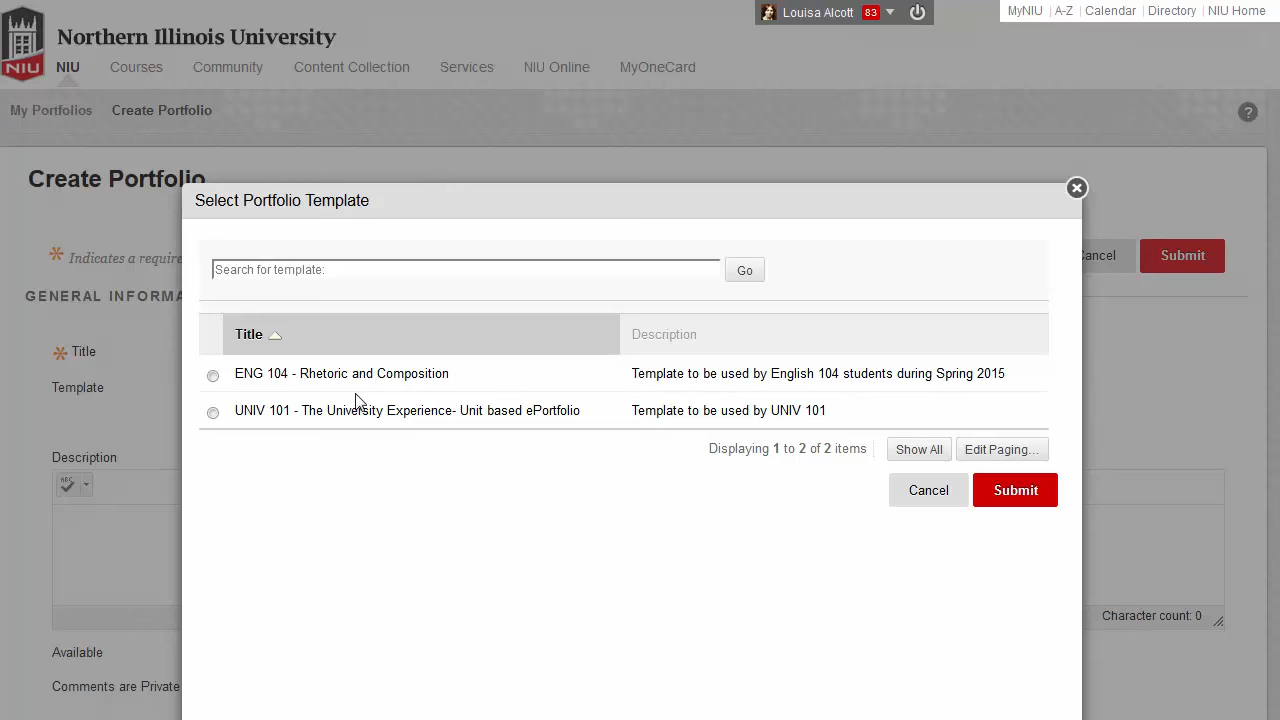 Louisa Alcott 83
MyNIU A-Z Calendar Directory NIU Home
Northern Illinois University
NIU
NIU Courses Community Content Collection Services NIU Online MyOneCard
My Portfolios Create Portfolio
?
Create Portfolio
Select Portfolio Template
Indicates a require
Cancel Submit
Search for template: Go
GENERAL INFORMA
Title Description
Title
ENG 104 - Rhetoric and Composition Template to be used by English 104 students during Spring 2015
Template
UNIV 101 - The University Experience- Unit based ePortfolio Template to be used by UNIV 101
Displaying 1 to 2 of 2 items Show All Edit Paging...
Description
ABC
Cancel Submit
Character count: 0
Available
Comments are Private